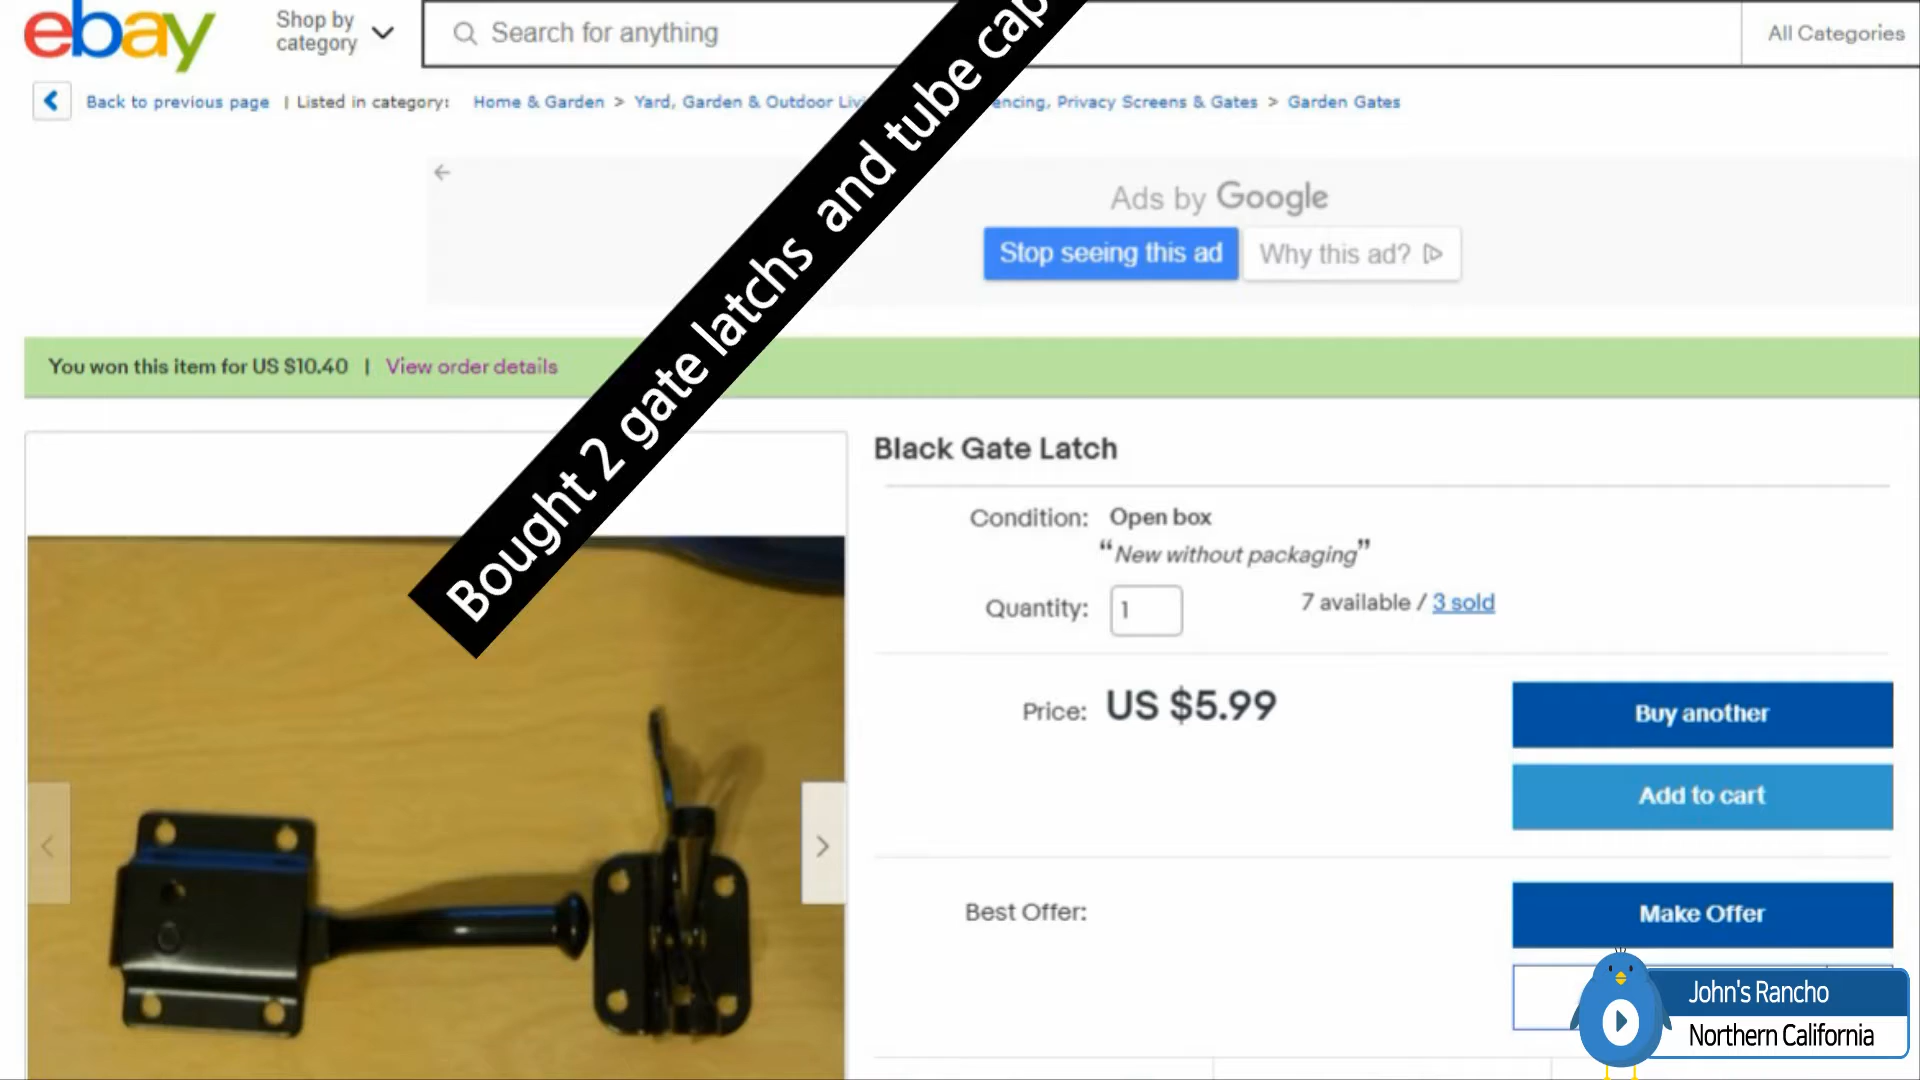 ebay
Shop by
category
Search for anything
All Categories
Back to previous page | Listed in category: Home & Garden > Yard, Garden & Outdoor Livi encing, Privacy Screens & Gates > Garden Gates
Ads by Google
Stop seeing this ad
Why this ad?
Bought 2 gate latchs and tube cap
You won this item for US $10.40 | View order details
Black Gate Latch
Condition: Open box
“New without packaging”
Quantity: 1
7 available / 3 sold
Price: US $5.99
Buy another
Add to cart
Best Offer:
Make Offer
John's Rancho
Northern California